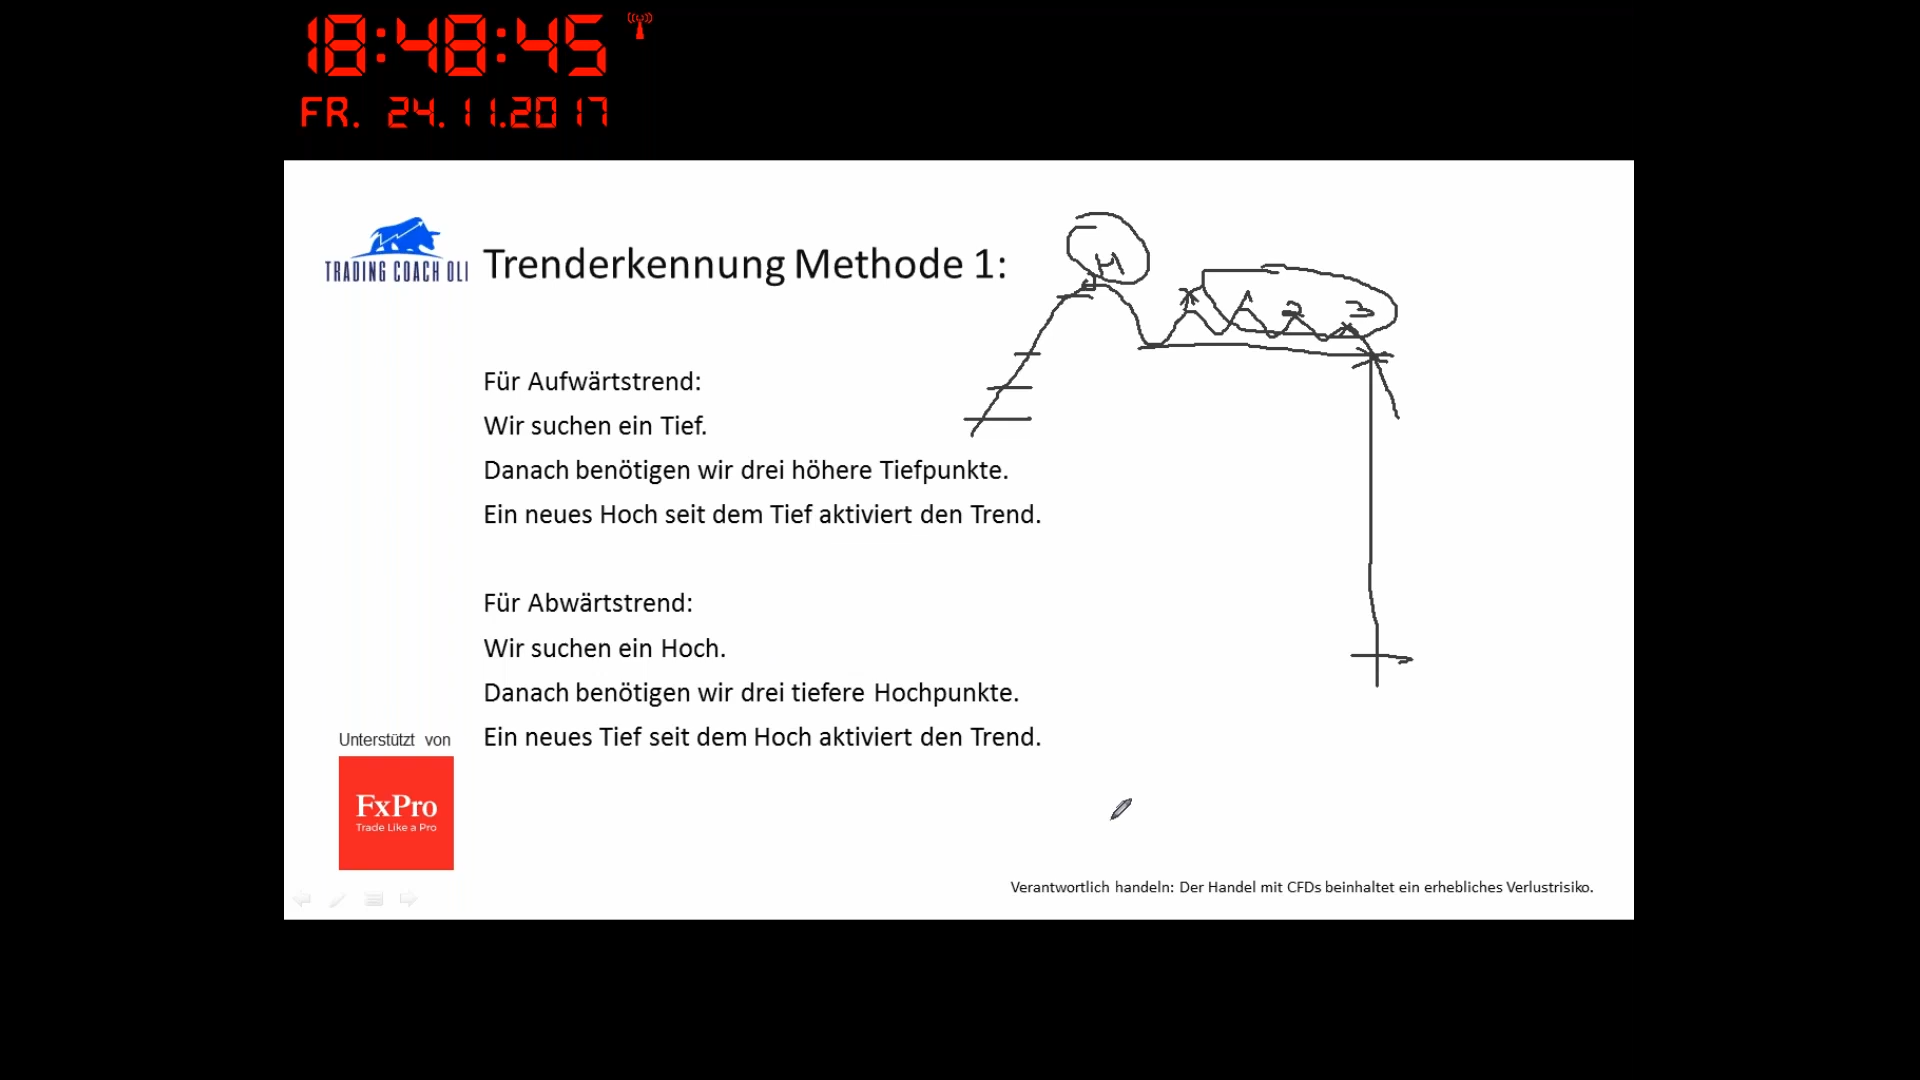 18:48:45
FR. 24.11.2017
TRADING COACH OLI
Trenderkennung Methode 1:
H
1 2 3
Für Aufwärtstrend:
Wir suchen ein Tief.
Danach benötigen wir drei höhere Tiefpunkte.
Ein neues Hoch seit dem Tief aktiviert den Trend.
Für Abwärtstrend:
Wir suchen ein Hoch.
Danach benötigen wir drei tiefere Hochpunkte.
Ein neues Tief seit dem Hoch aktiviert den Trend.
Unterstützt von
FxPro
Trade Like a Pro
Verantwortlich handeln: Der Handel mit CFDs beinhaltet ein erhebliches Verlustrisiko.